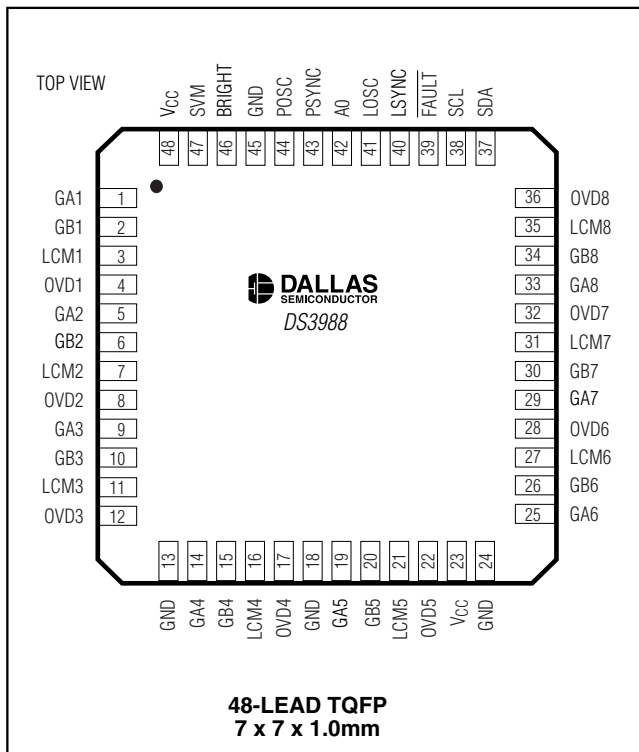 TOP VIEW
VCC
SVM
BRIGHT
GND
POSC
PSYNC
A0
LOSC
LSYNC
FAULT
SCL
SDA
48
47
46
45
44
43
42
41
40
39
38
37
GA1 1
GB1 2
LCM1 3
OVD1 4
GA2 5
GB2 6
LCM2 7
OVD2 8
GA3 9
GB3 10
LCM3 11
OVD3 12
DALLAS
SEMICONDUCTOR
DS3988
36 OVD8
35 LCM8
34 GB8
33 GA8
32 OVD7
31 LCM7
30 GB7
29 GA7
28 OVD6
27 LCM6
26 GB6
25 GA6
13
14
15
16
17
18
19
20
21
22
23
24
GND
GA4
GB4
LCM4
OVD4
GND
GA5
GB5
LCM5
OVD5
VCC
GND
48-LEAD TQFP
7 x 7 x 1.0mm